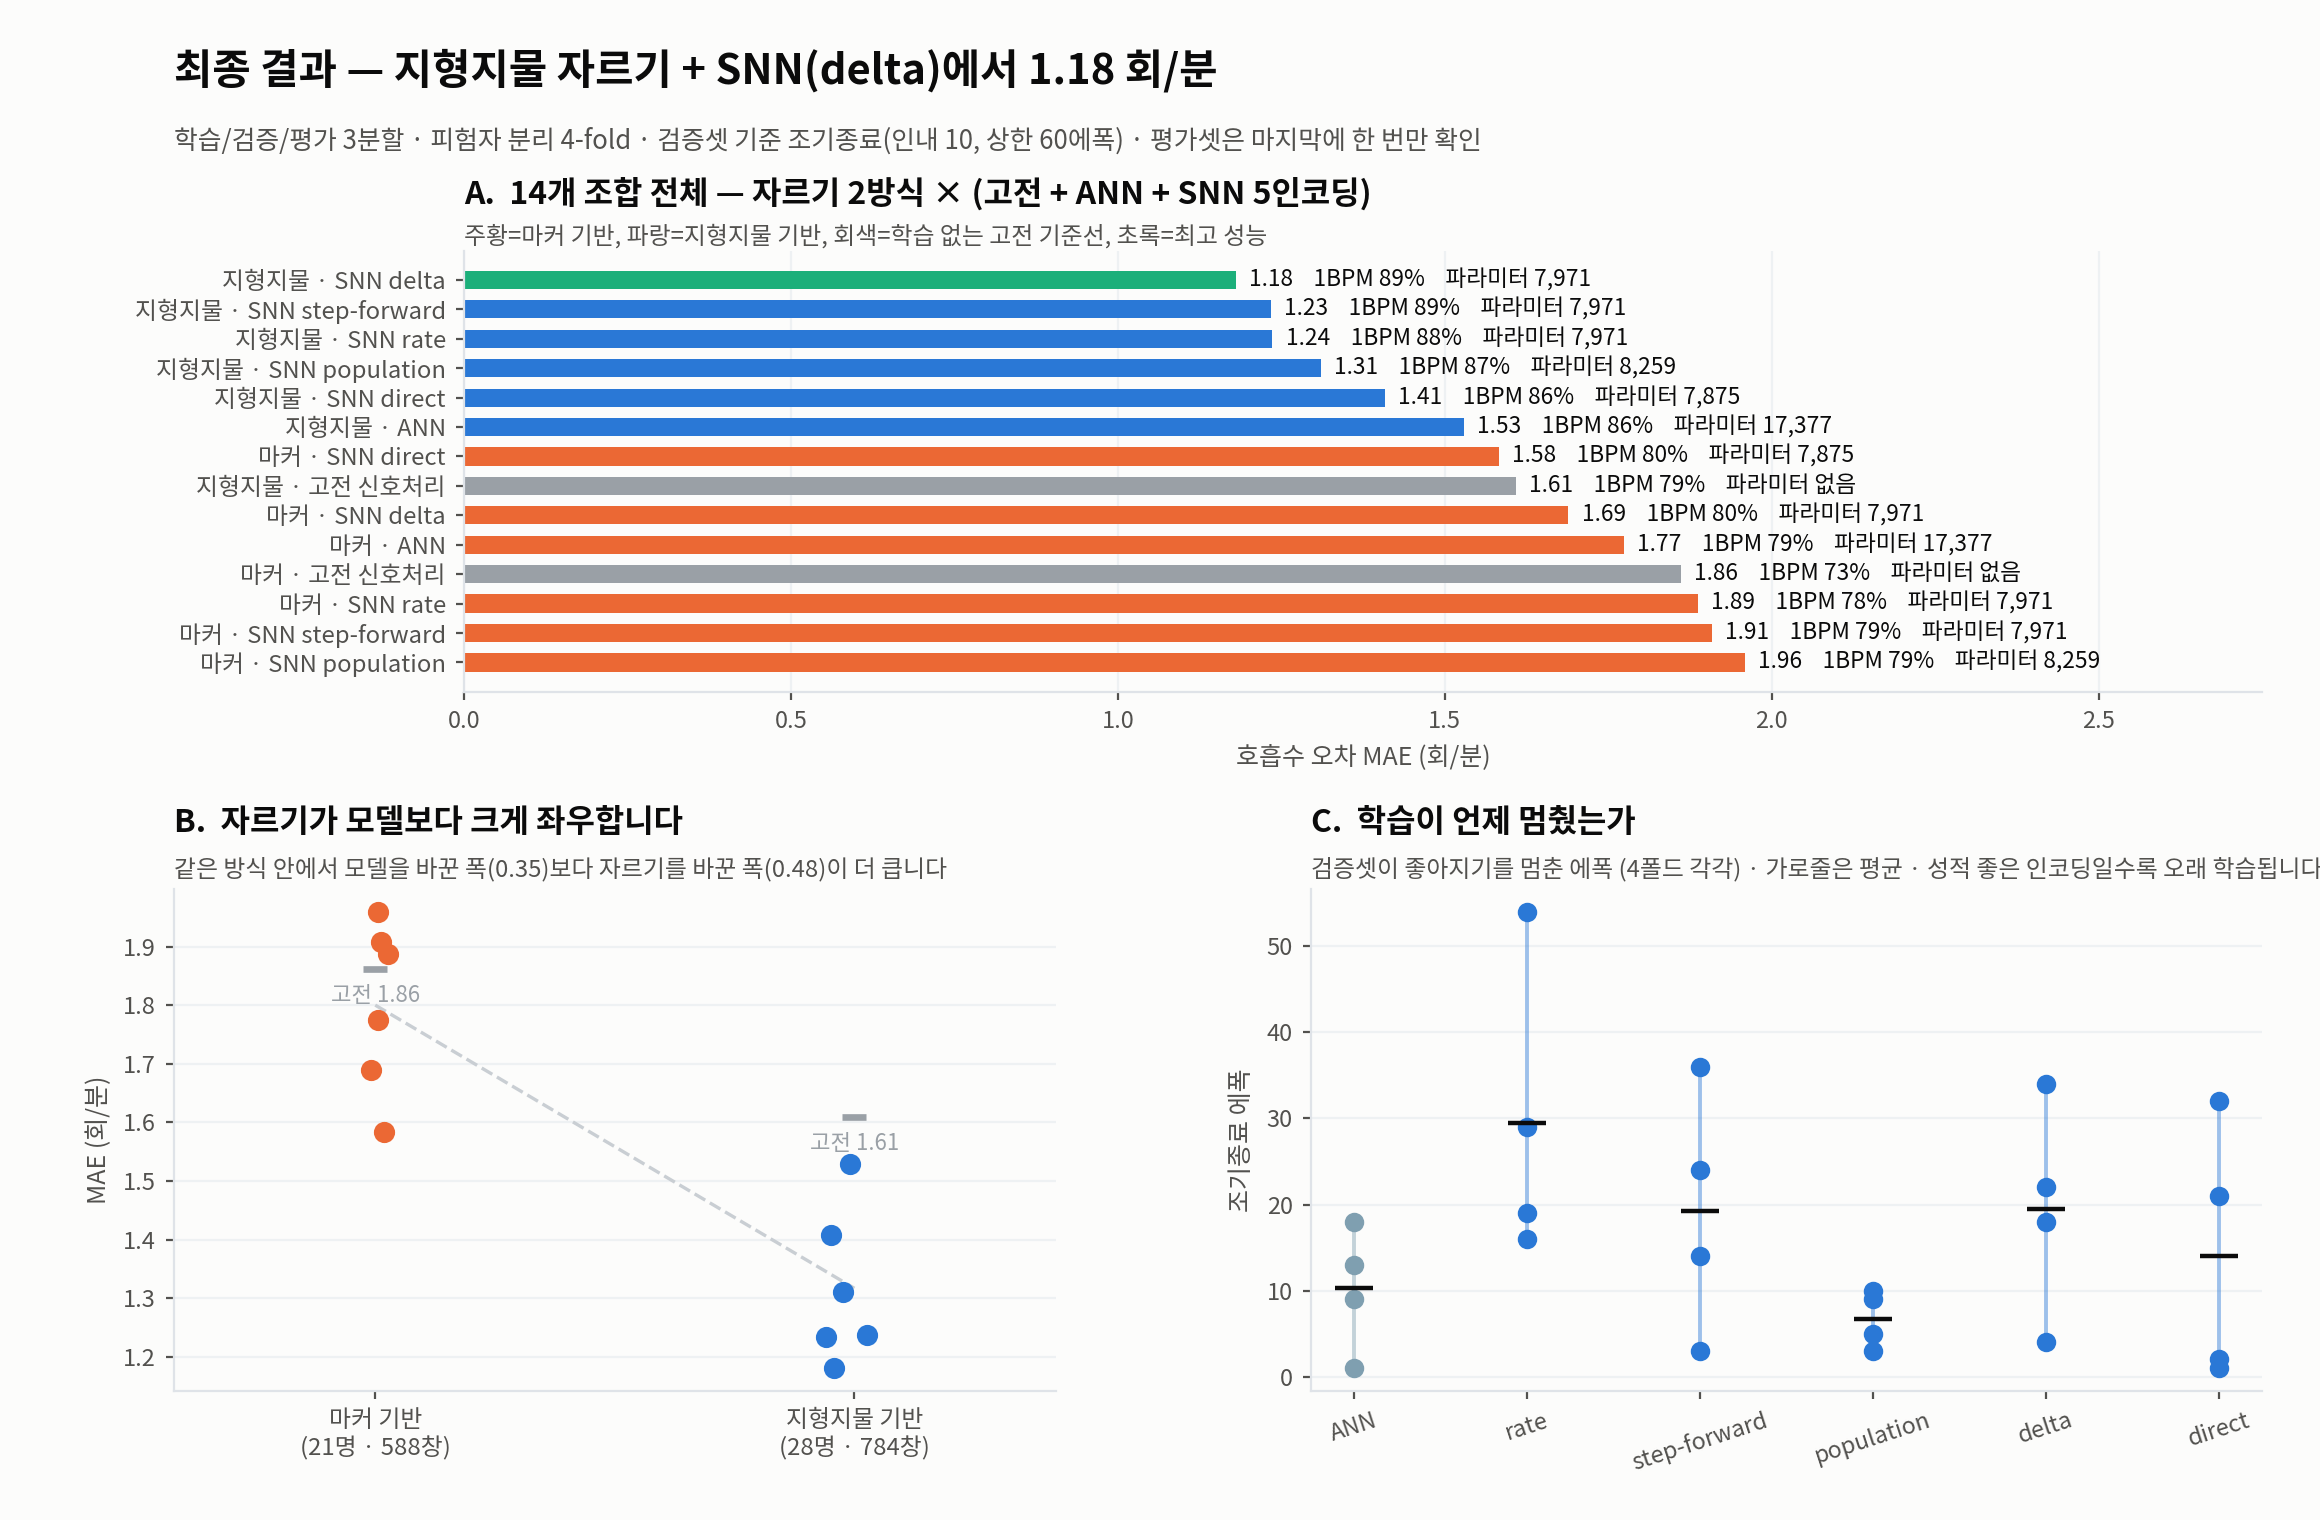 최종 결과 — 지형지물 자르기 + SNN(delta)에서 1.18 회/분
학습/검증/평가 3분할 · 피험자 분리 4-fold · 검증셋 기준 조기종료(인내 10, 상한 60에폭) · 평가셋은 마지막에 한 번만 확인
A. 14개 조합 전체 — 자르기 2방식 × (고전 + ANN + SNN 5인코딩)
주황=마커 기반, 파랑=지형지물 기반, 회색=학습 없는 고전 기준선, 초록=최고 성능
지형지물 · SNN delta 1.18 1BPM 89% 파라미터 7,971
지형지물 · SNN step-forward 1.23 1BPM 89% 파라미터 7,971
지형지물 · SNN rate 1.24 1BPM 88% 파라미터 7,971
지형지물 · SNN population 1.31 1BPM 87% 파라미터 8,259
지형지물 · SNN direct 1.41 1BPM 86% 파라미터 7,875
지형지물 · ANN 1.53 1BPM 86% 파라미터 17,377
마커 · SNN direct 1.58 1BPM 80% 파라미터 7,875
지형지물 · 고전 신호처리 1.61 1BPM 79% 파라미터 없음
마커 · SNN delta 1.69 1BPM 80% 파라미터 7,971
마커 · ANN 1.77 1BPM 79% 파라미터 17,377
마커 · 고전 신호처리 1.86 1BPM 73% 파라미터 없음
마커 · SNN rate 1.89 1BPM 78% 파라미터 7,971
마커 · SNN step-forward 1.91 1BPM 79% 파라미터 7,971
마커 · SNN population 1.96 1BPM 79% 파라미터 8,259
0.0 0.5 1.0 1.5 2.0 2.5
호흡수 오차 MAE (회/분)
B. 자르기가 모델보다 크게 좌우합니다
같은 방식 안에서 모델을 바꾼 폭(0.35)보다 자르기를 바꾼 폭(0.48)이 더 큽니다
MAE (회/분)
1.9
1.8
1.7
1.6
1.5
1.4
1.3
1.2
고전 1.86
고전 1.61
마커 기반
(21명 · 588창)
지형지물 기반
(28명 · 784창)
C. 학습이 언제 멈췄는가
검증셋이 좋아지기를 멈춘 에폭 (4폴드 각각) · 가로줄은 평균 · 성적 좋은 인코딩일수록 오래 학습됩니다
조기종료 에폭
50
40
30
20
10
0
ANN rate step-forward population delta direct